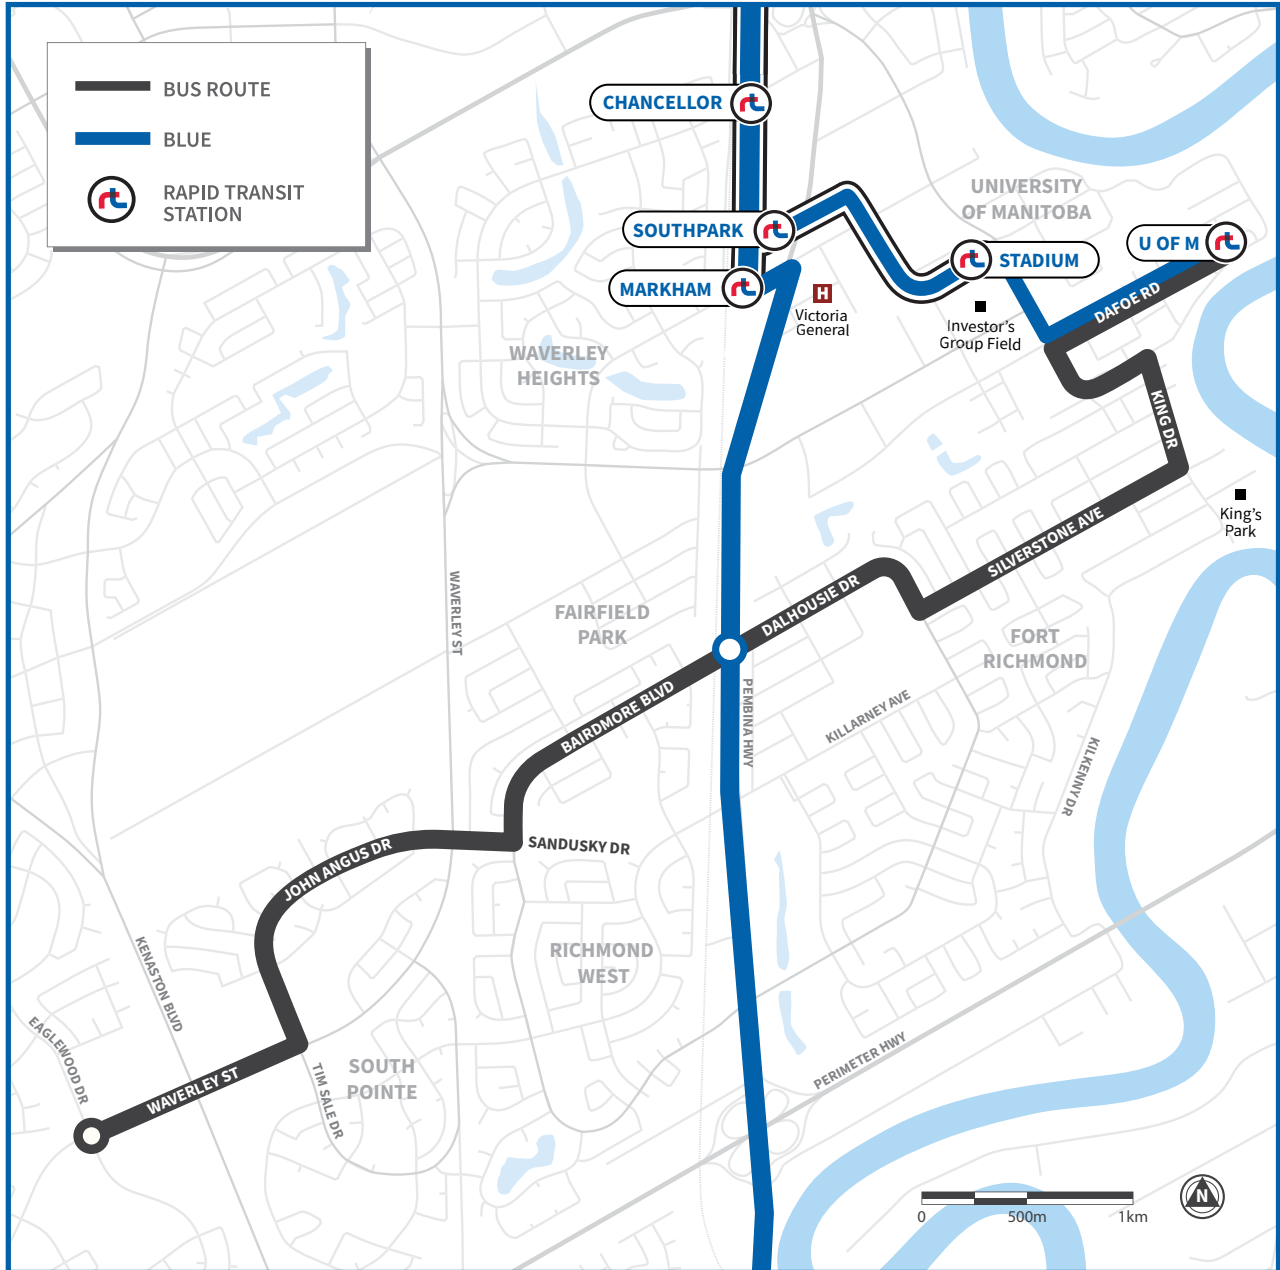 BUS ROUTE
BLUE
RAPID TRANSIT
STATION
CHANCELLOR
SOUTHPARK
MARKHAM
STADIUM
U OF M
UNIVERSITY
OF MANITOBA
H
Victoria
General
Investor's
Group Field
DAFOE RD
KING DR
King's
Park
WAVERLEY
HEIGHTS
SILVERSTONE AVE
DALHOUSIE DR
WAVERLEY ST
FAIRFIELD
PARK
FORT
RICHMOND
BAIRDMORE BLVD
PEMBINA HWY
KILLARNEY AVE
KILKENNY DR
SANDUSKY DR
JOHN ANGUS DR
RICHMOND
WEST
KENASTON BLVD
EAGLEWOOD DR
WAVERLEY ST
TIM SALE DR
SOUTH
POINTE
PERIMETER HWY
0 500m 1km
N